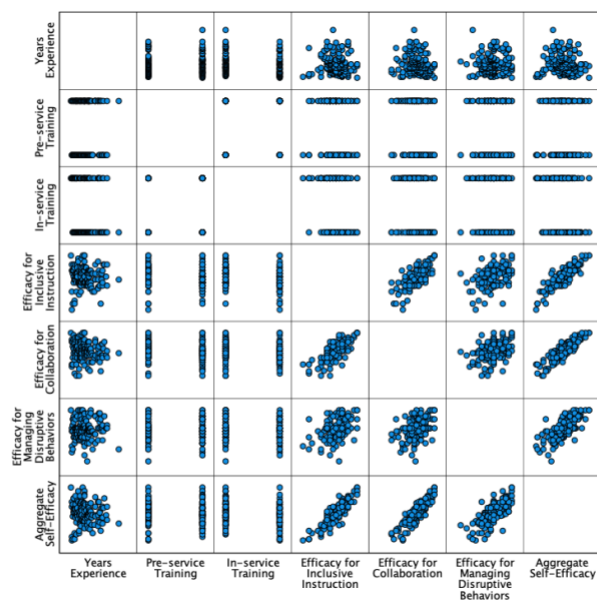 Years
Experience
Pre-service
Training
In-service
Training
Efficacy for
Inclusive
Instruction
Efficacy for
Collaboration
Efficacy for
Managing
Disruptive
Behaviors
Aggregate
Self-Efficacy
Years
Experience
Pre-service
Training
In-service
Training
Efficacy for
Inclusive
Instruction
Efficacy for
Collaboration
Efficacy for
Managing
Disruptive
Behaviors
Aggregate
Self-Efficacy